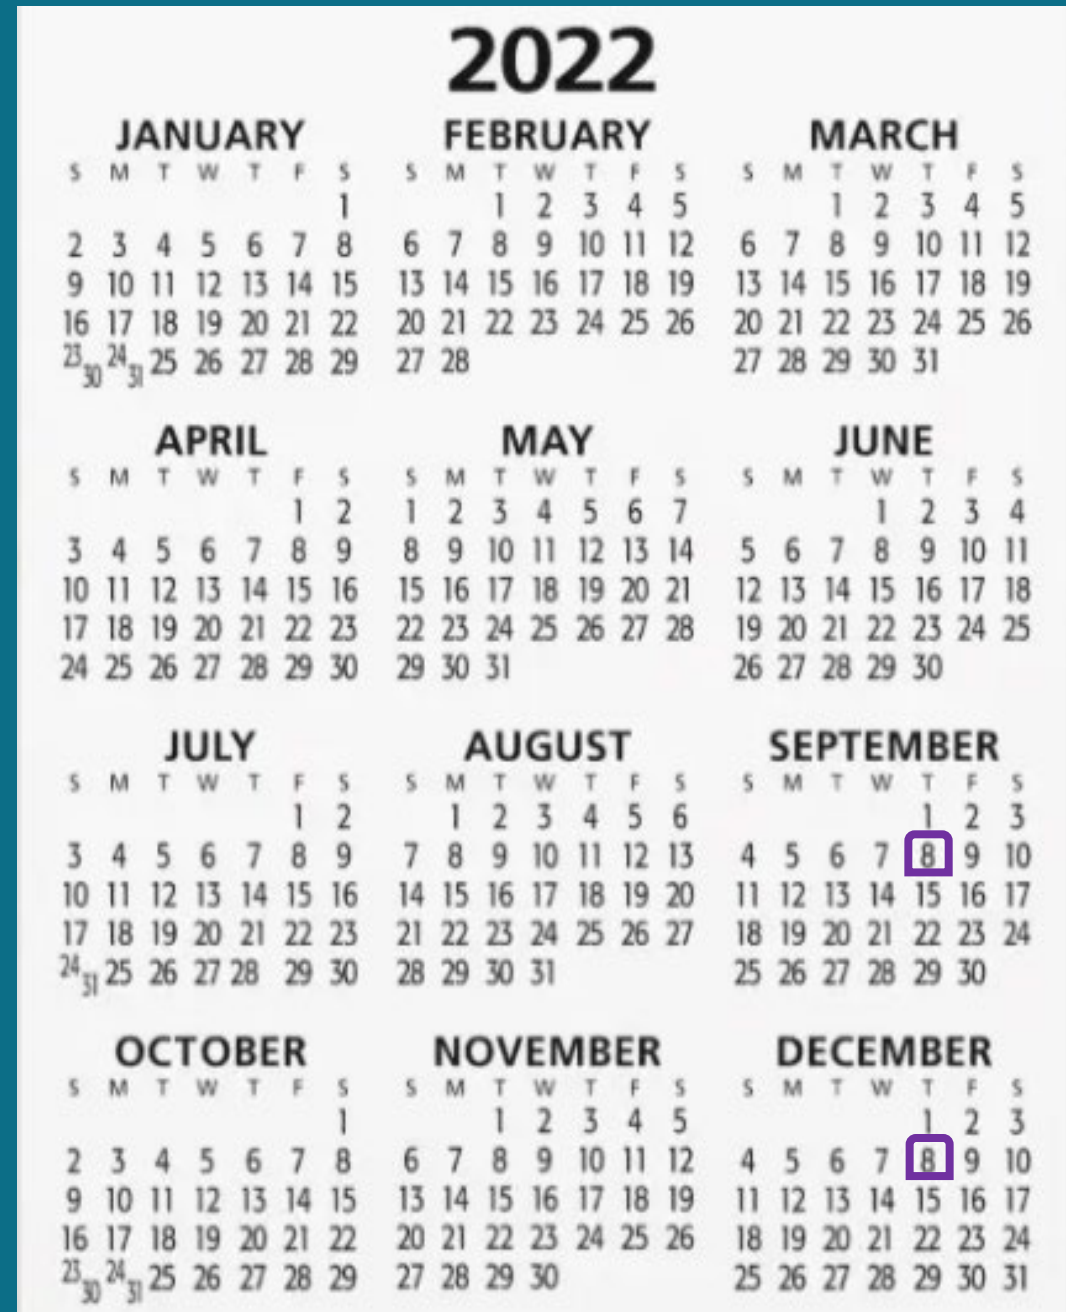 2022
JANUARY
S M T W T F S
1
2 3 4 5 6 7 8
9 10 11 12 13 14 15
16 17 18 19 20 21 22
23 30 24 31 25 26 27 28 29
FEBRUARY
S M T W T F S
1 2 3 4 5
6 7 8 9 10 11 12
13 14 15 16 17 18 19
20 21 22 23 24 25 26
27 28
MARCH
S M T W T F S
1 2 3 4 5
6 7 8 9 10 11 12
13 14 15 16 17 18 19
20 21 22 23 24 25 26
27 28 29 30 31
APRIL
S M T W T F S
1 2
3 4 5 6 7 8 9
10 11 12 13 14 15 16
17 18 19 20 21 22 23
24 25 26 27 28 29 30
MAY
S M T W T F S
1 2 3 4 5 6 7
8 9 10 11 12 13 14
15 16 17 18 19 20 21
22 23 24 25 26 27 28
29 30 31
JUNE
S M T W T F S
1 2 3 4
5 6 7 8 9 10 11
12 13 14 15 16 17 18
19 20 21 22 23 24 25
26 27 28 29 30
JULY
S M T W T F S
1 2
3 4 5 6 7 8 9
10 11 12 13 14 15 16
17 18 19 20 21 22 23
24 31 25 26 27 28 29 30
AUGUST
S M T W T F S
1 2 3 4 5 6
7 8 9 10 11 12 13
14 15 16 17 18 19 20
21 22 23 24 25 26 27
28 29 30 31
SEPTEMBER
S M T W T F S
1 2 3
4 5 6 7 8 9 10
11 12 13 14 15 16 17
18 19 20 21 22 23 24
25 26 27 28 29 30
OCTOBER
S M T W T F S
1
2 3 4 5 6 7 8
9 10 11 12 13 14 15
16 17 18 19 20 21 22
23 30 24 31 25 26 27 28 29
NOVEMBER
S M T W T F S
1 2 3 4 5
6 7 8 9 10 11 12
13 14 15 16 17 18 19
20 21 22 23 24 25 26
27 28 29 30
DECEMBER
S M T W T F S
1 2 3
4 5 6 7 8 9 10
11 12 13 14 15 16 17
18 19 20 21 22 23 24
25 26 27 28 29 30 31